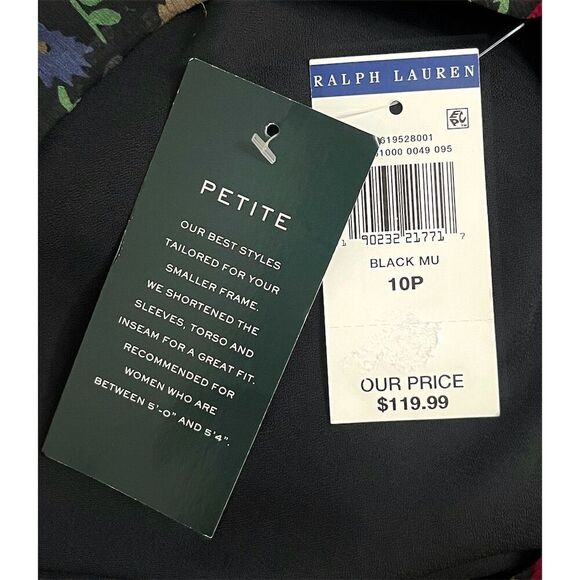 PETITE
OUR BEST STYLES
TAILORED FOR YOUR
SMALLER FRAME.
WE SHORTENED THE
SLEEVES, TORSO AND
INSEAM FOR A GREAT FIT.
RECOMMENDED FOR
WOMEN WHO ARE
BETWEEN 5'-0" AND 5'4".
RALPH LAUREN
619528001
1000 0049 095
1 90232 21771 7
BLACK MU
10P
OUR PRICE
$119.99